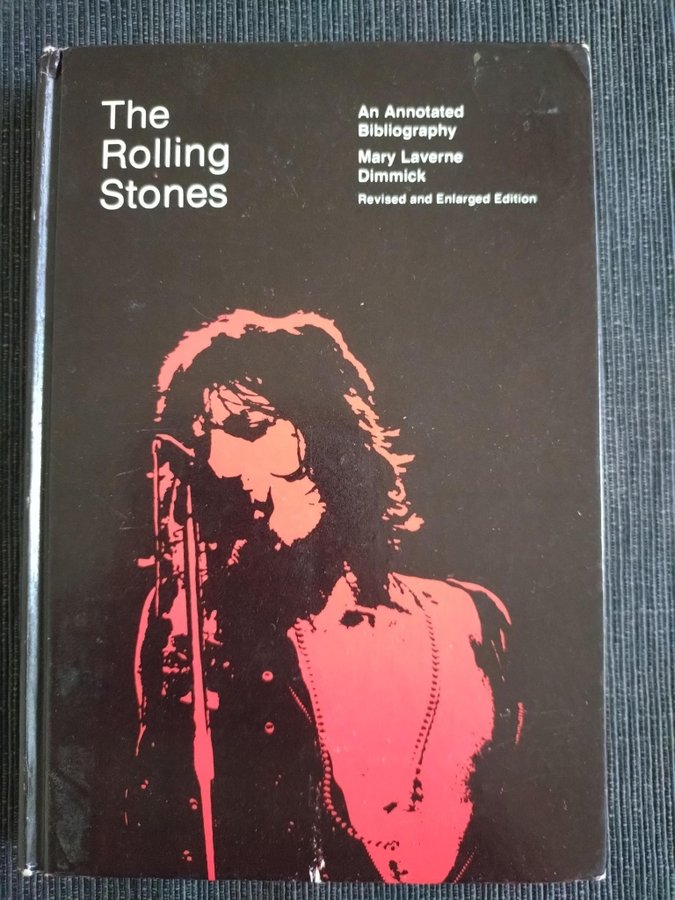 The
Rolling
Stones
An Annotated
Bibliography
Mary Laverne
Dimmick
Revised and Enlarged Edition